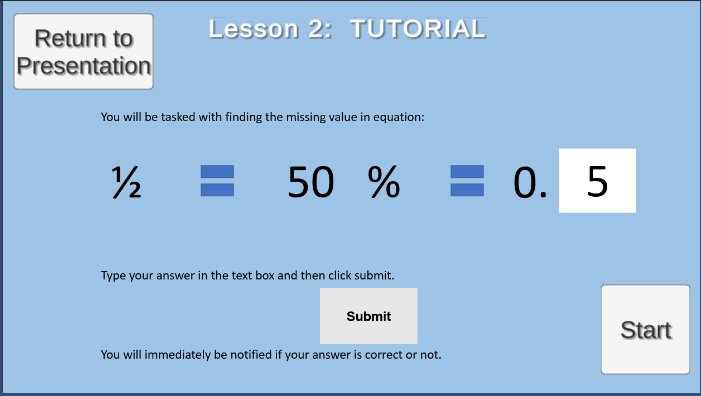 Return to
Presentation
Lesson 2: TUTORIAL
You will be tasked with finding the missing value in equation:
½ = 50 % = 0. 5
Type your answer in the text box and then click submit.
Submit
Start
You will immediately be notified if your answer is correct or not.